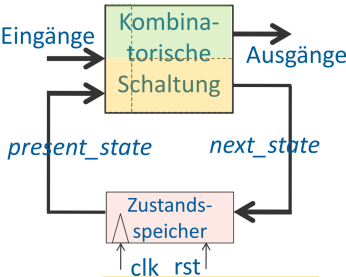 Kombina-
torische
Schaltung
Eingänge
Ausgänge
present_state
next_state
Zustands-
speicher
clk rst